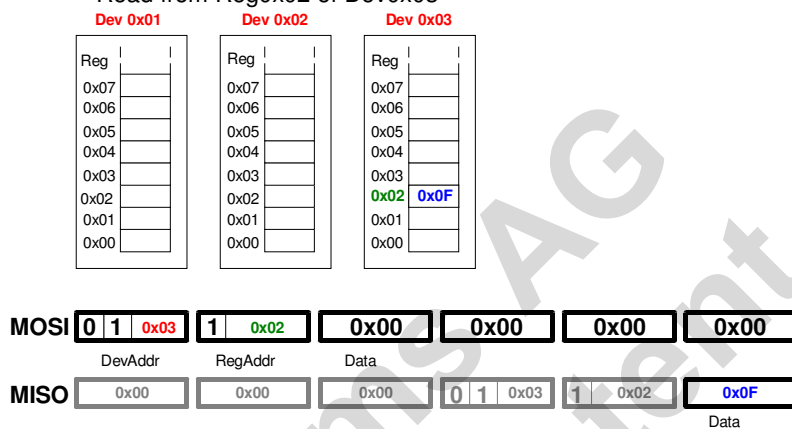 Read from Reg0x02 of Dev0x03
Dev 0x01 Dev 0x02 Dev 0x03
Reg Reg Reg
0x07 0x07 0x07
0x06 0x06 0x06
0x05 0x05 0x05
0x04 0x04 0x04
0x03 0x03 0x03
0x02 0x02 0x02 0x0F
0x01 0x01 0x01
0x00 0x00 0x00
MOSI 0 1 0x03 1 0x02 0x00 0x00 0x00 0x00
DevAddr RegAddr Data
MISO 0x00 0x00 0x00 0 1 0x03 1 0x02 0x0F
Data
ms AG
tent